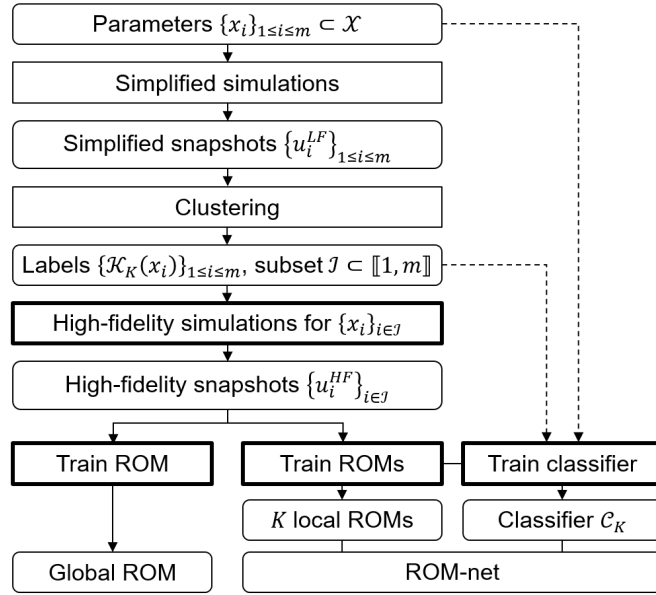 Parameters {x_i}_{1≤i≤m} ⊂ 𝒳
Simplified simulations
Simplified snapshots {u_i^{LF}}_{1≤i≤m}
Clustering
Labels {𝒦_K(x_i)}_{1≤i≤m}, subset ℐ ⊂ ⟦1, m⟧
High-fidelity simulations for {x_i}_{i∈ℐ}
High-fidelity snapshots {u_i^{HF}}_{i∈ℐ}
Train ROM
Train ROMs
Train classifier
K local ROMs
Classifier 𝒞_K
Global ROM
ROM-net